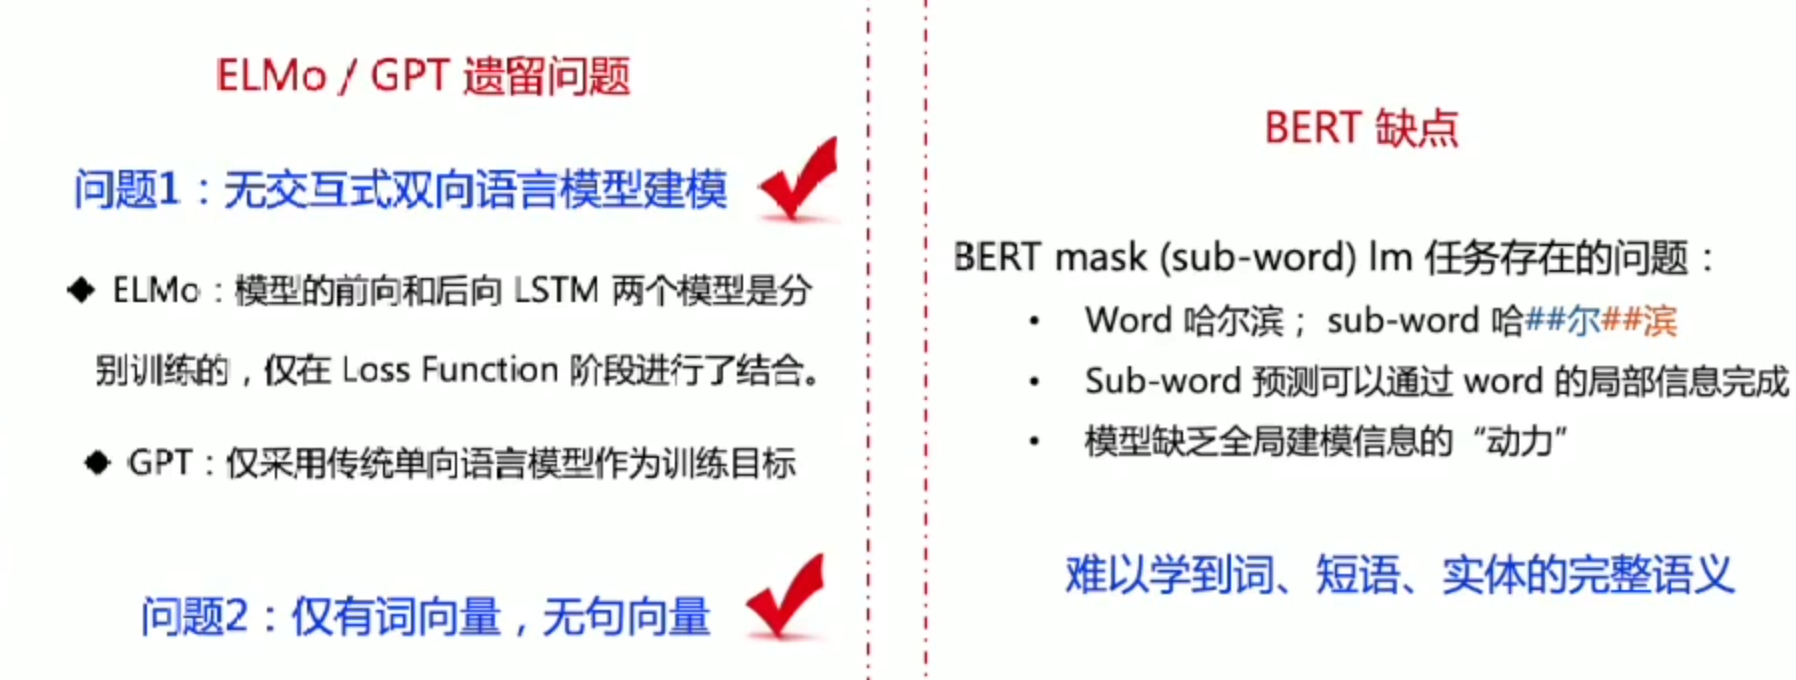 ELMo / GPT 遗留问题
问题1：无交互式双向语言模型建模
◆ ELMo：模型的前向和后向 LSTM 两个模型是分
别训练的，仅在 Loss Function 阶段进行了结合。
◆ GPT：仅采用传统单向语言模型作为训练目标
问题2：仅有词向量，无句向量
BERT 缺点
BERT mask (sub-word) lm 任务存在的问题：
• Word 哈尔滨； sub-word 哈##尔##滨
• Sub-word 预测可以通过 word 的局部信息完成
• 模型缺乏全局建模信息的“动力”
难以学到词、短语、实体的完整语义